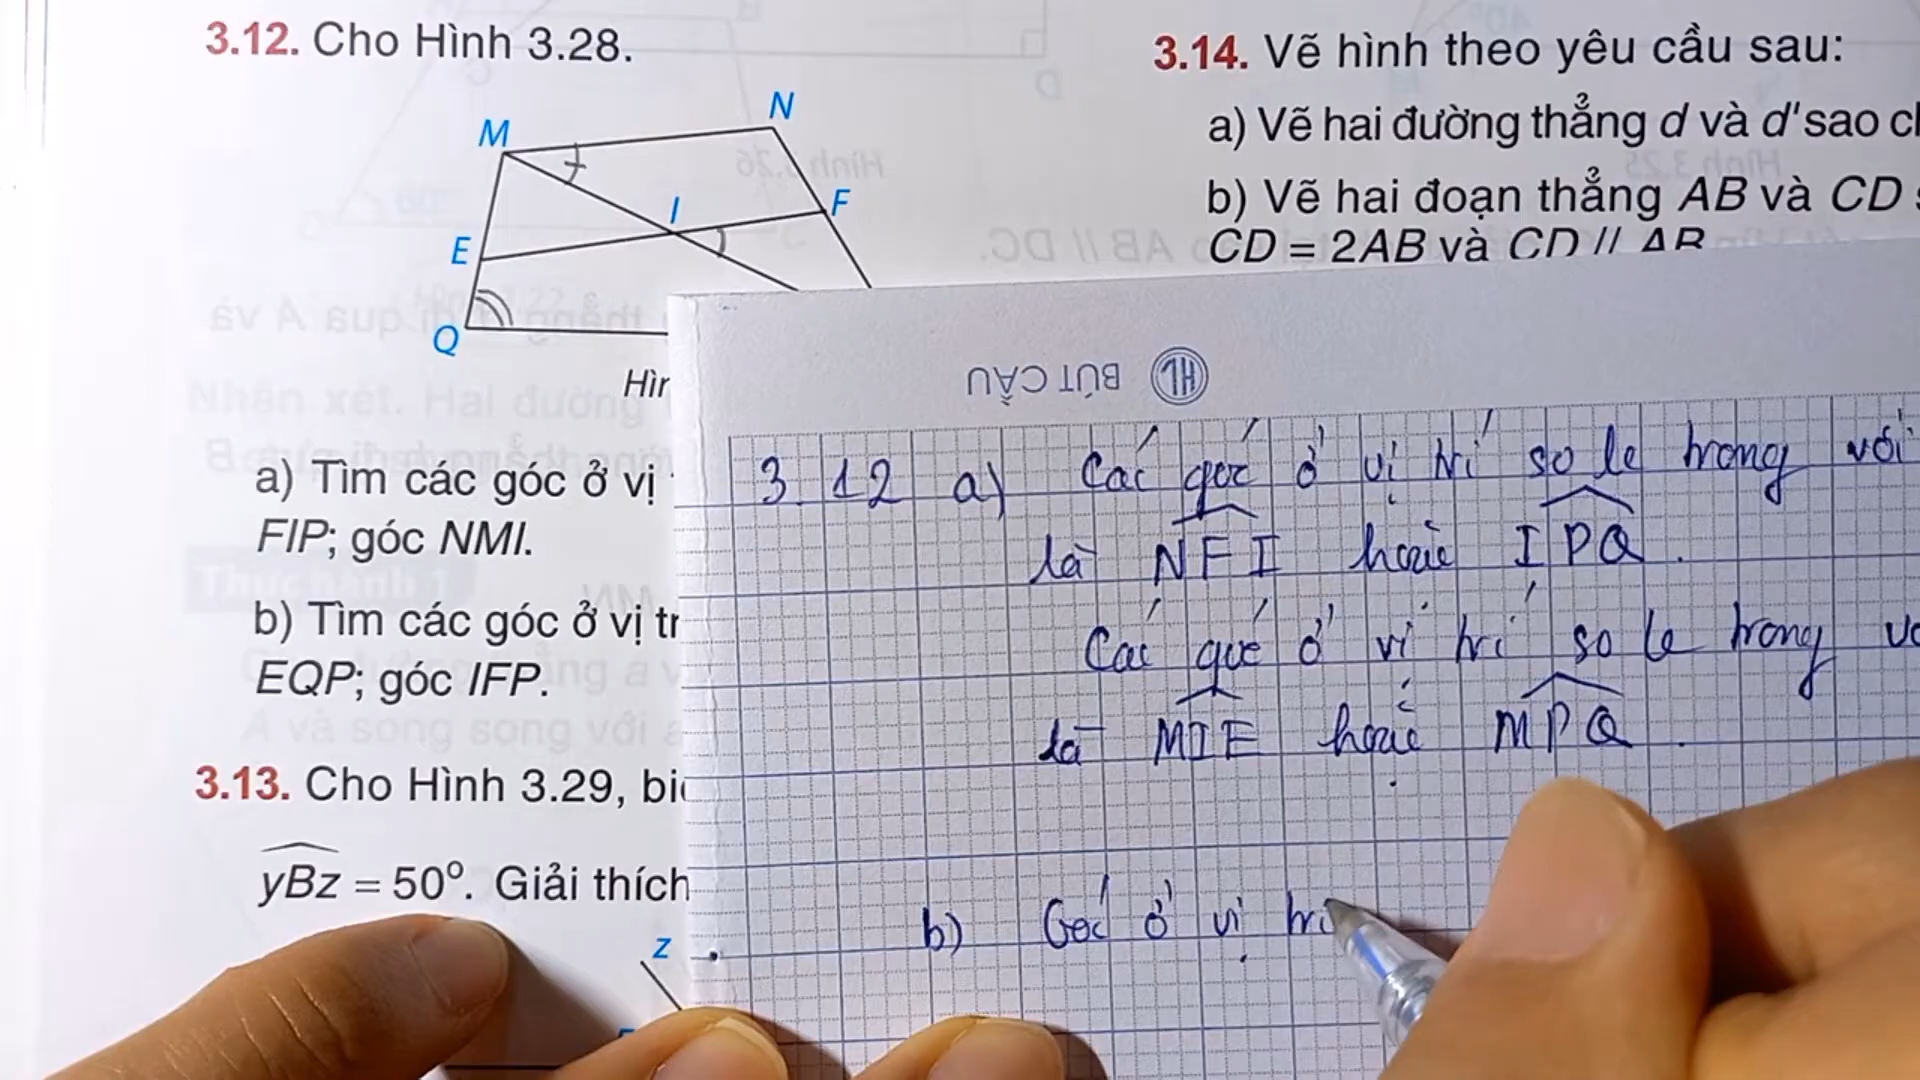 3.12. Cho Hình 3.28.
M
N
I
F
E
Q
Hìn
a) Tìm các góc ở vị
FIP; góc NMI.
b) Tìm các góc ở vị tr
EQP; góc IFP.
3.13. Cho Hình 3.29, biế
yBz = 50°. Giải thích
z
3.14. Vẽ hình theo yêu cầu sau:
a) Vẽ hai đường thẳng d và d' sao ch
b) Vẽ hai đoạn thẳng AB và CD
CD = 2AB và CD // AB
BÚT CẦU
HL
3.12 a) Các góc ở vị trí so le trong với
là NFI hoặc IPQ.
Các góc ở vị trí so le trong
là MIE hoặc MPQ.
b) Góc ở vị trí